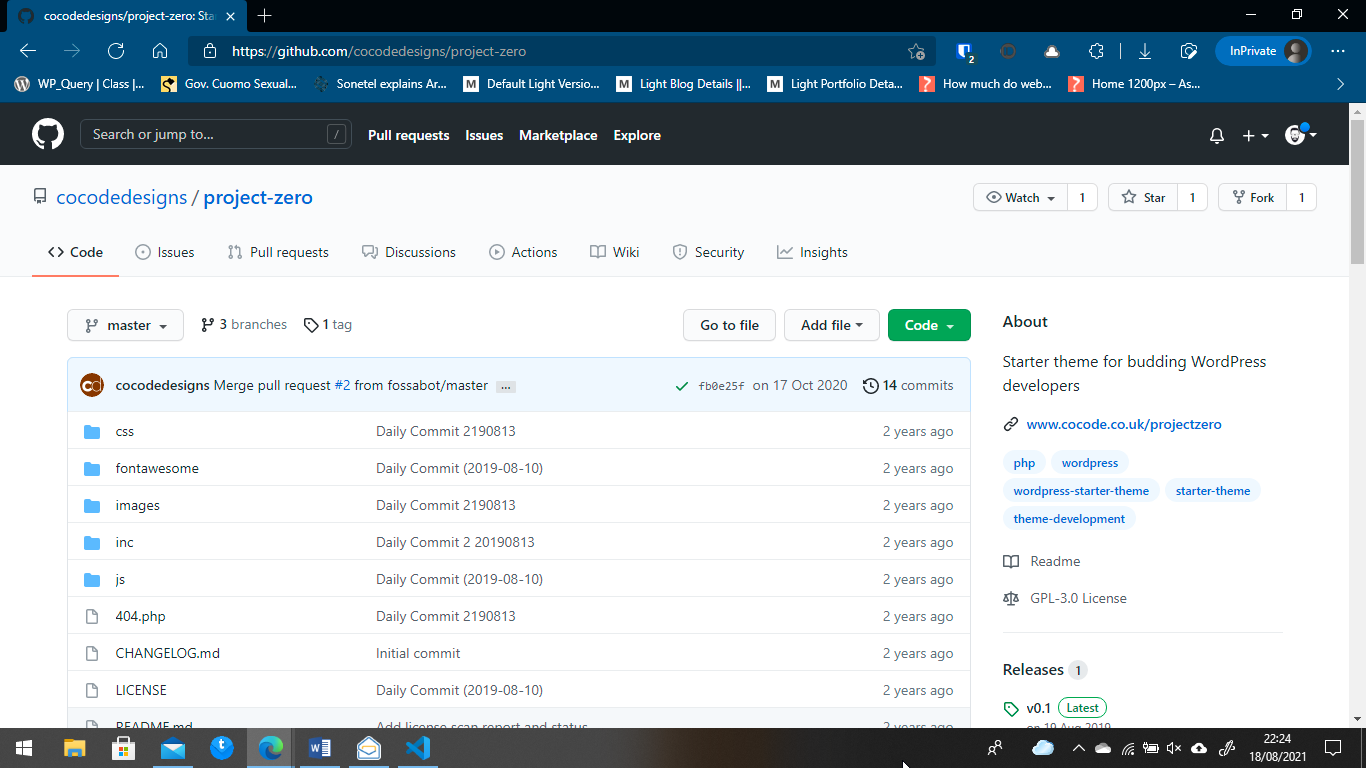 cocodedesigns/project-zero: Sta
https://github.com/cocodedesigns/project-zero
2
InPrivate
WP_Query | Class |...
Gov. Cuomo Sexual...
Sonetel explains Ar...
M Default Light Versio...
M Light Blog Details ||...
M Light Portfolio Deta...
? How much do web...
? Home 1200px – As...
Search or jump to... /
Pull requests Issues Marketplace Explore
cocodedesigns / project-zero
Watch 1
Star 1
Fork 1
Code Issues Pull requests Discussions Actions Wiki Security Insights
master 3 branches 1 tag
Go to file Add file Code
cd cocodedesigns Merge pull request #2 from fossabot/master ... fb0e25f on 17 Oct 2020 14 commits
css Daily Commit 2190813 2 years ago
fontawesome Daily Commit (2019-08-10) 2 years ago
images Daily Commit 2190813 2 years ago
inc Daily Commit 2 20190813 2 years ago
js Daily Commit (2019-08-10) 2 years ago
404.php Daily Commit 2190813 2 years ago
CHANGELOG.md Initial commit 2 years ago
LICENSE Daily Commit (2019-08-10) 2 years ago
README.md Add license scan report and status 2 years ago
About
Starter theme for budding WordPress
developers
www.cocode.co.uk/projectzero
php wordpress
wordpress-starter-theme starter-theme
theme-development
Readme
GPL-3.0 License
Releases 1
v0.1 Latest
on 19 Aug 2019
22:24
18/08/2021